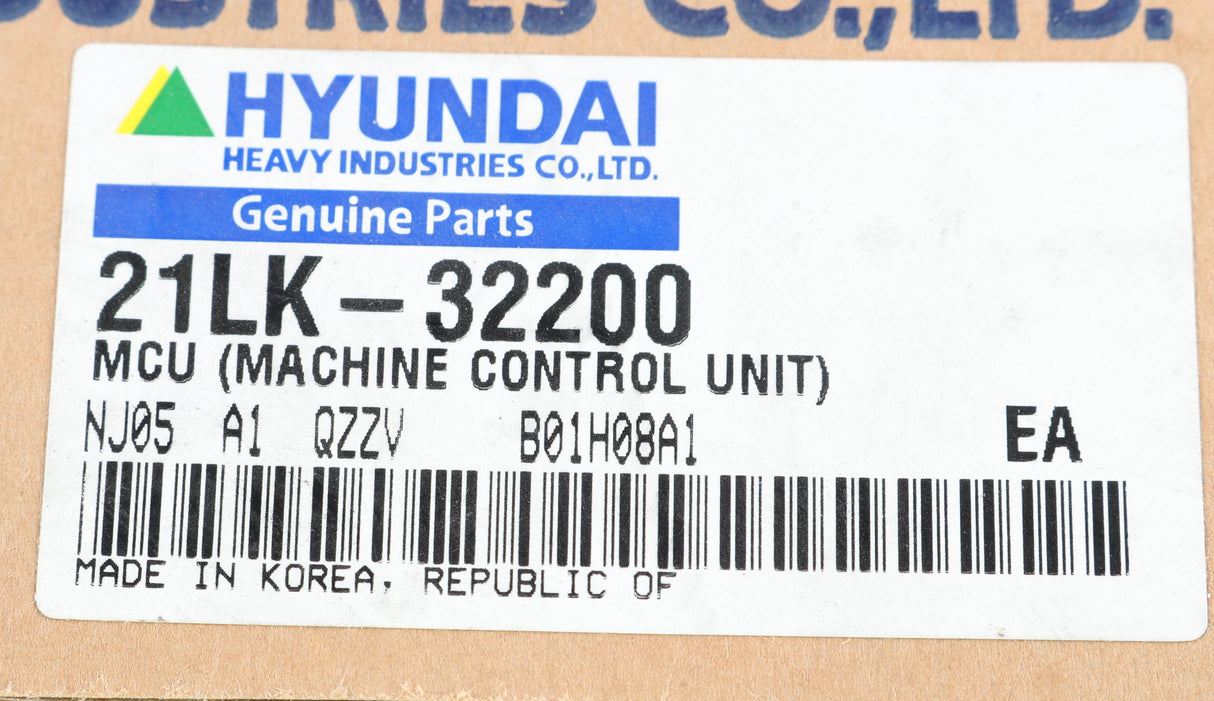 USTRIES CO.,LTD.
HYUNDAI
HEAVY INDUSTRIES CO.,LTD.
Genuine Parts
21LK-32200
MCU (MACHINE CONTROL UNIT)
NJ05 A1 QZZV B01H08A1 EA
MADE IN KOREA, REPUBLIC OF